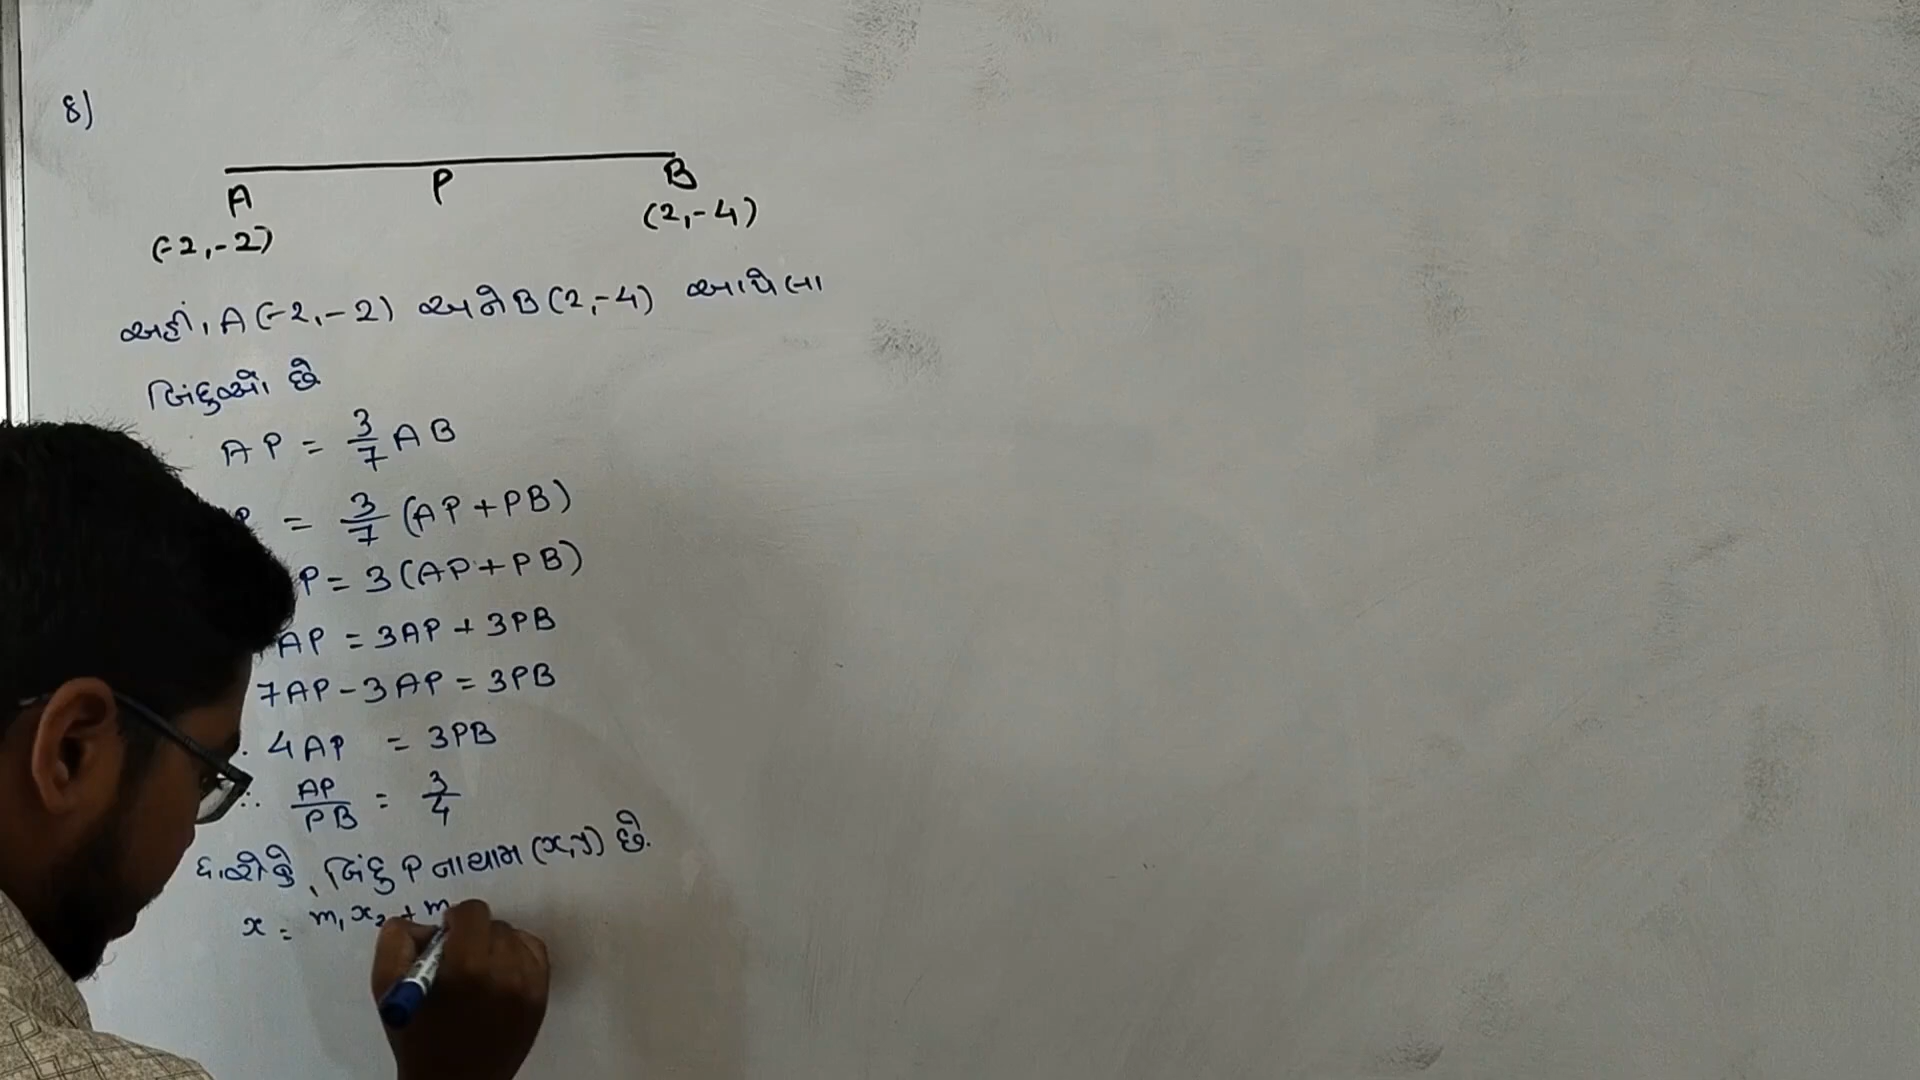 8)
A P B
(-2,-2) (2,-4)
અહીં, A (-2,-2) અને B (2,-4) આપેલા
બિંદુઓ છે
AP = 3/7 AB
P = 3/7 (AP + PB)
P = 3 (AP + PB)
AP = 3AP + 3PB
7AP - 3AP = 3PB
4AP = 3PB
∴ AP/PB = 3/4
ધારોકે, બિંદુ P ના યામ (x,y) છે.
x = m₁x₂ + m